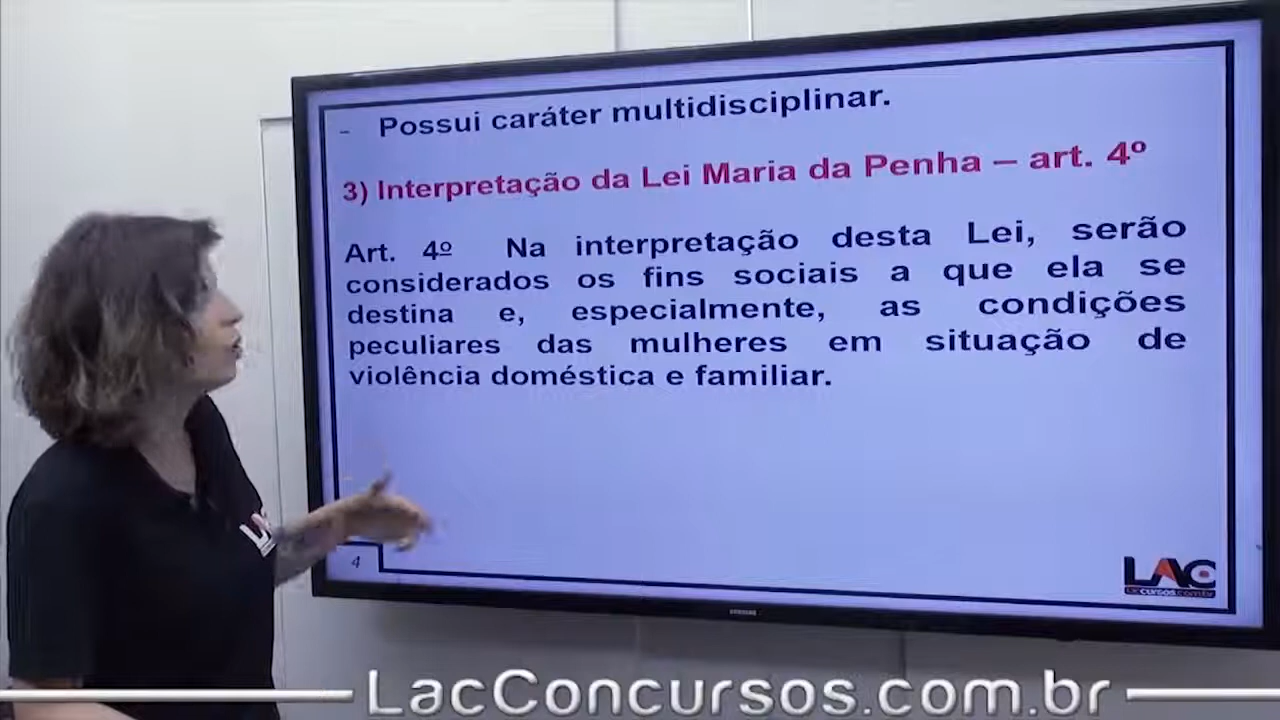 - Possui caráter multidisciplinar.
3) Interpretação da Lei Maria da Penha – art. 4º
Art. 4º Na interpretação desta Lei, serão
considerados os fins sociais a que ela se
destina e, especialmente, as condições
peculiares das mulheres em situação de
violência doméstica e familiar.
4
LAC
SAMSUNG
LacConcursos.com.br